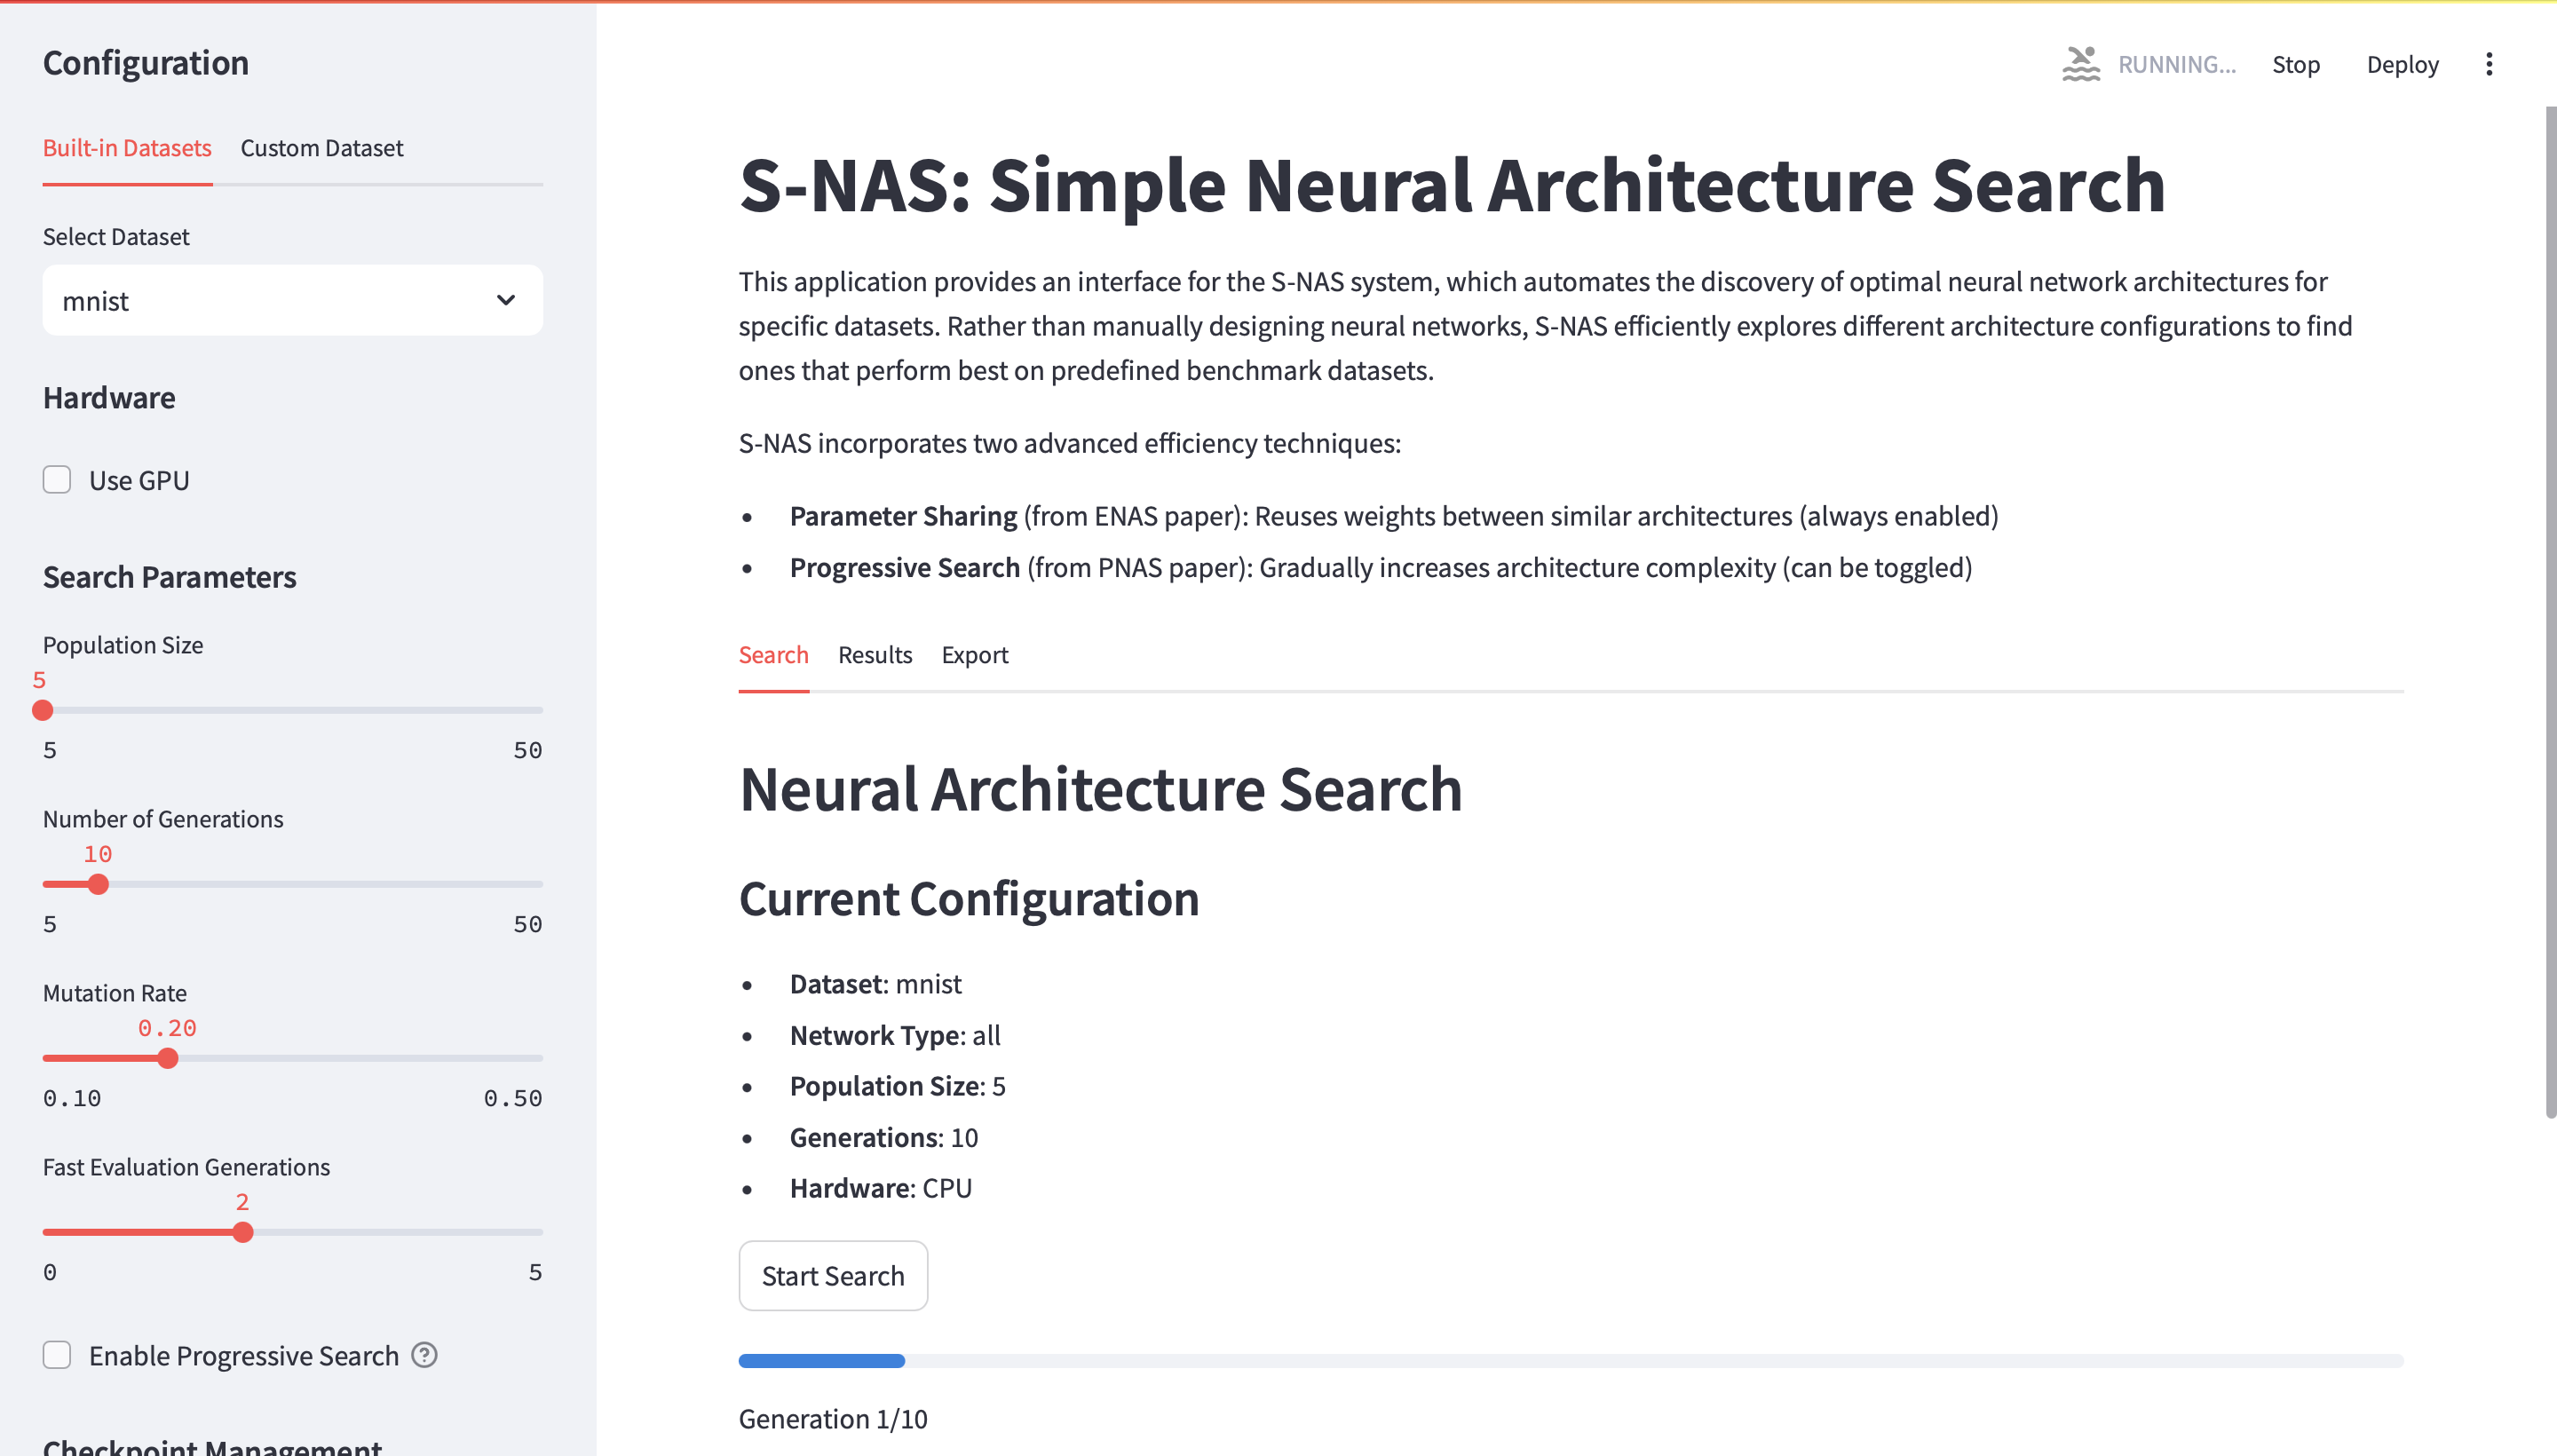 Configuration
Built-in Datasets
Custom Dataset
Select Dataset
mnist
Hardware
Use GPU
Search Parameters
Population Size
5
5
50
Number of Generations
10
5
50
Mutation Rate
0.20
0.10
0.50
Fast Evaluation Generations
2
0
5
Enable Progressive Search
Checkpoint Management
RUNNING...
Stop
Deploy
S-NAS: Simple Neural Architecture Search
This application provides an interface for the S-NAS system, which automates the discovery of optimal neural network architectures for
specific datasets. Rather than manually designing neural networks, S-NAS efficiently explores different architecture configurations to find
ones that perform best on predefined benchmark datasets.
S-NAS incorporates two advanced efficiency techniques:
• Parameter Sharing (from ENAS paper): Reuses weights between similar architectures (always enabled)
• Progressive Search (from PNAS paper): Gradually increases architecture complexity (can be toggled)
Search
Results
Export
Neural Architecture Search
Current Configuration
• Dataset: mnist
• Network Type: all
• Population Size: 5
• Generations: 10
• Hardware: CPU
Start Search
Generation 1/10